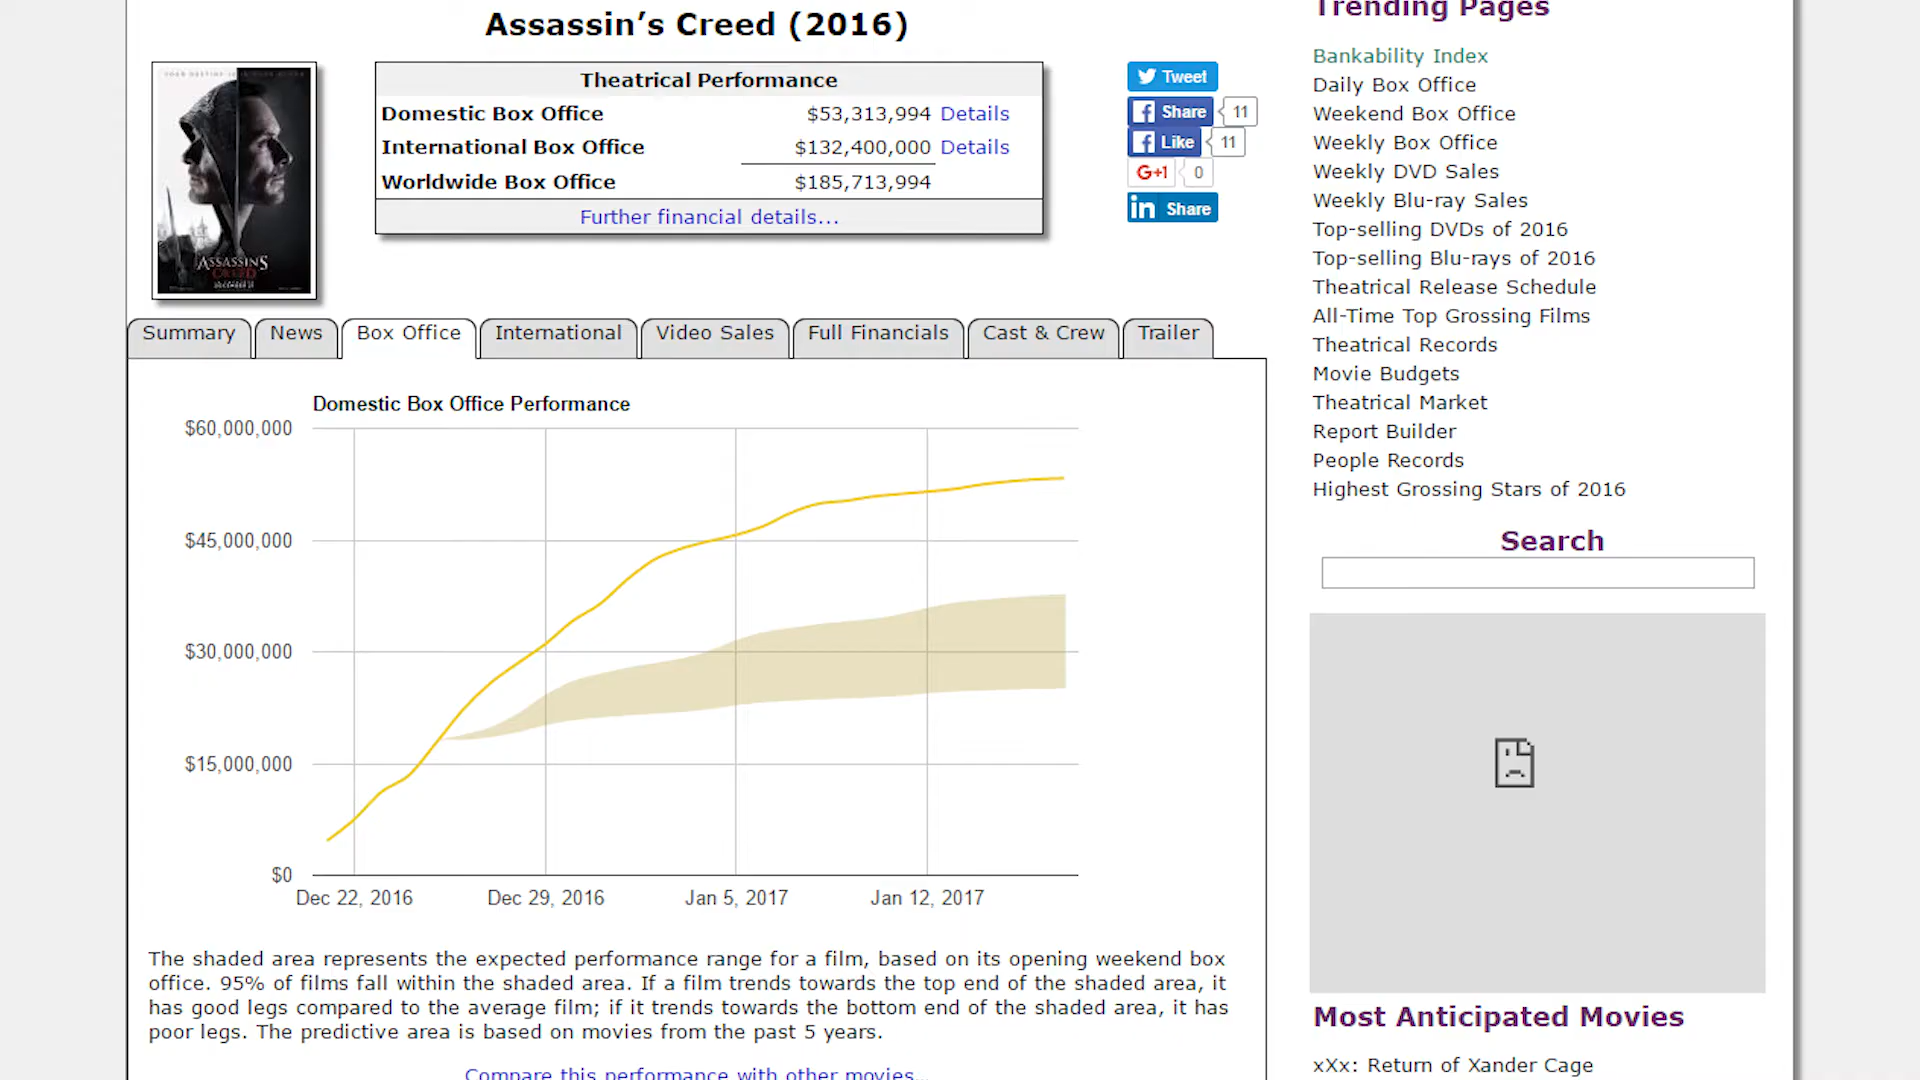 Assassin’s Creed (2016)
Theatrical Performance
Domestic Box Office $53,313,994 Details
International Box Office $132,400,000 Details
Worldwide Box Office $185,713,994
Further financial details...
ASSASSINS
CREED
Tweet
Share 11
Like 11
G+1 0
in Share
Summary News Box Office International Video Sales Full Financials Cast & Crew Trailer
Domestic Box Office Performance
$60,000,000
$45,000,000
$30,000,000
$15,000,000
$0
Dec 22, 2016 Dec 29, 2016 Jan 5, 2017 Jan 12, 2017
The shaded area represents the expected performance range for a film, based on its opening weekend box
office. 95% of films fall within the shaded area. If a film trends towards the top end of the shaded area, it
has good legs compared to the average film; if it trends towards the bottom end of the shaded area, it has
poor legs. The predictive area is based on movies from the past 5 years.
Compare this performance with other movies...
Trending Pages
Bankability Index
Daily Box Office
Weekend Box Office
Weekly Box Office
Weekly DVD Sales
Weekly Blu-ray Sales
Top-selling DVDs of 2016
Top-selling Blu-rays of 2016
Theatrical Release Schedule
All-Time Top Grossing Films
Theatrical Records
Movie Budgets
Theatrical Market
Report Builder
People Records
Highest Grossing Stars of 2016
Search
Most Anticipated Movies
xXx: Return of Xander Cage